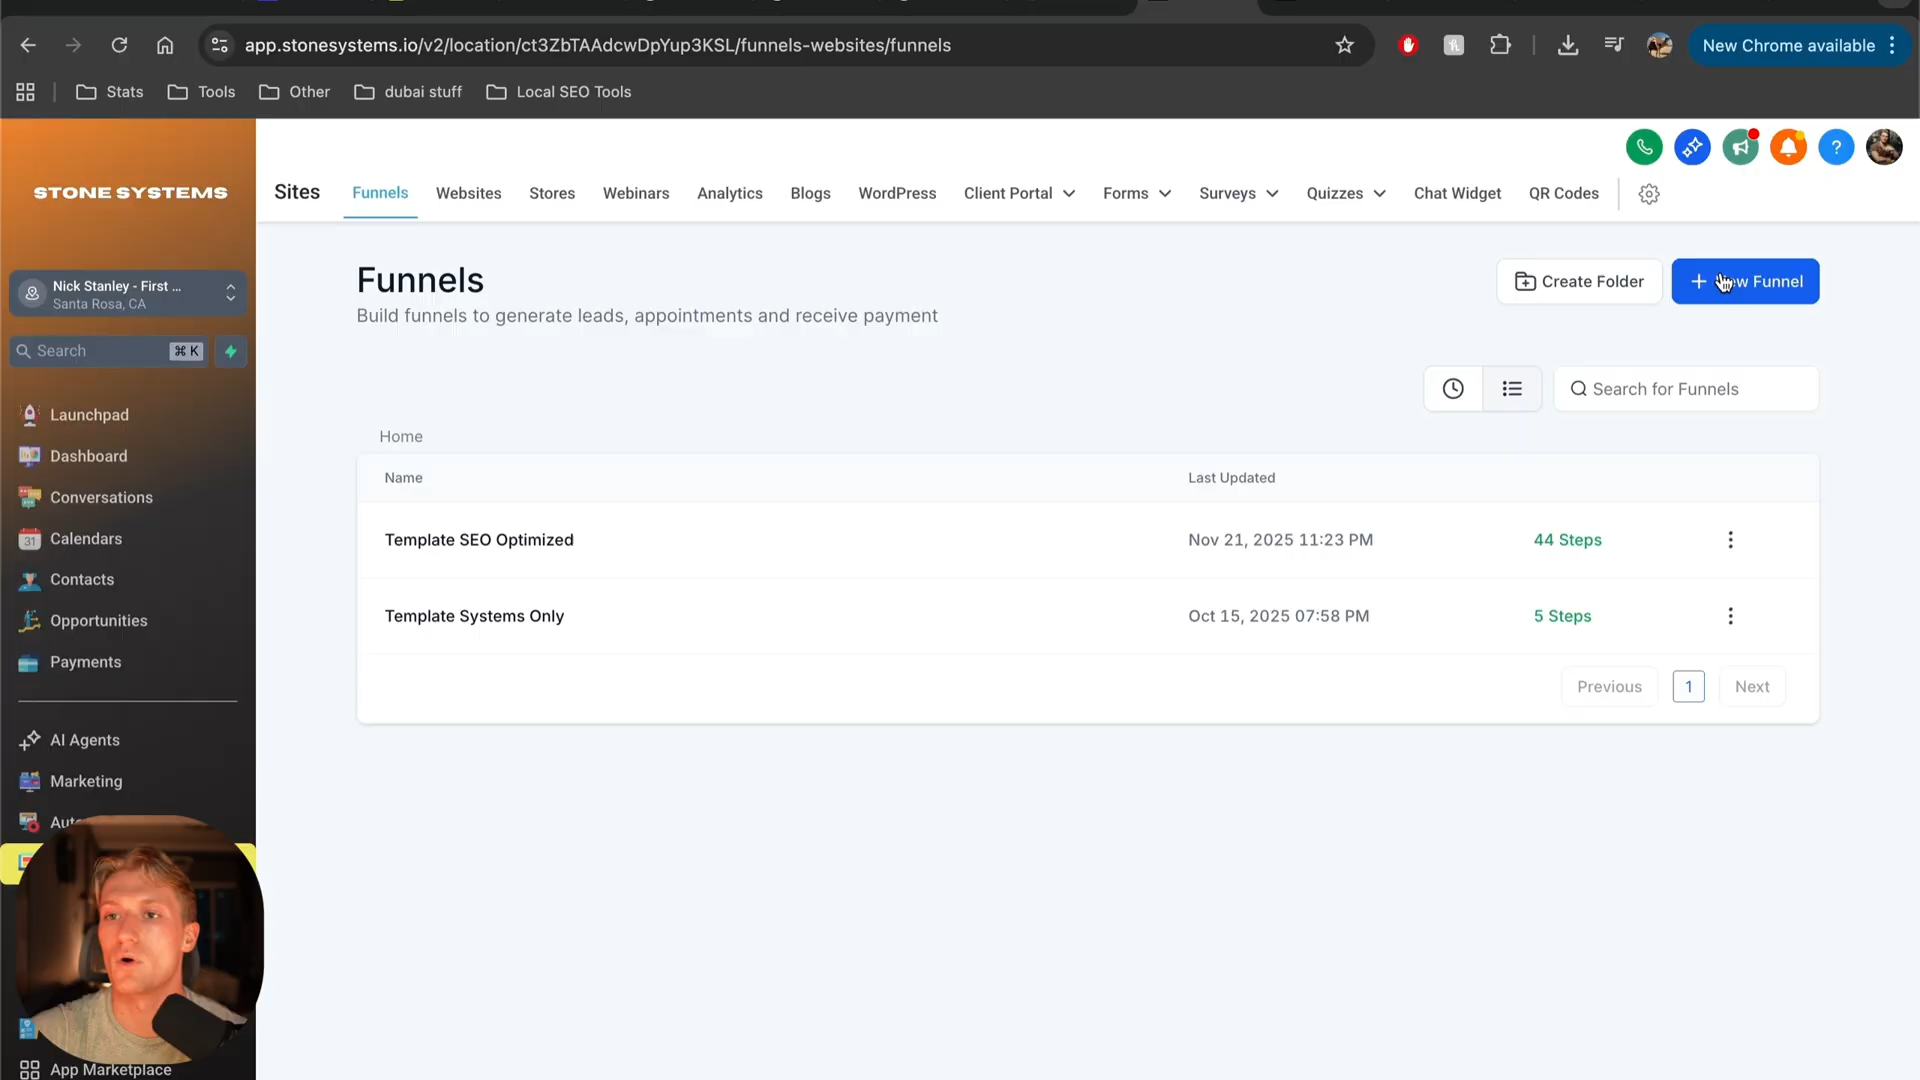 app.stonesystems.io/v2/location/ct3ZbTAAdcwDpYup3KSL/funnels-websites/funnels
New Chrome available
Stats
Tools
Other
dubai stuff
Local SEO Tools
STONE SYSTEMS
Sites
Funnels
Websites
Stores
Webinars
Analytics
Blogs
WordPress
Client Portal
Forms
Surveys
Quizzes
Chat Widget
QR Codes
Nick Stanley - First ...
Santa Rosa, CA
Search
⌘ K
Launchpad
Dashboard
Conversations
31
Calendars
Contacts
Opportunities
Payments
AI Agents
Marketing
App Marketplace
Funnels
Build funnels to generate leads, appointments and receive payment
Create Folder
Funnel
Search for Funnels
Home
Name
Last Updated
Template SEO Optimized
Nov 21, 2025 11:23 PM
44 Steps
Template Systems Only
Oct 15, 2025 07:58 PM
5 Steps
Previous
1
Next